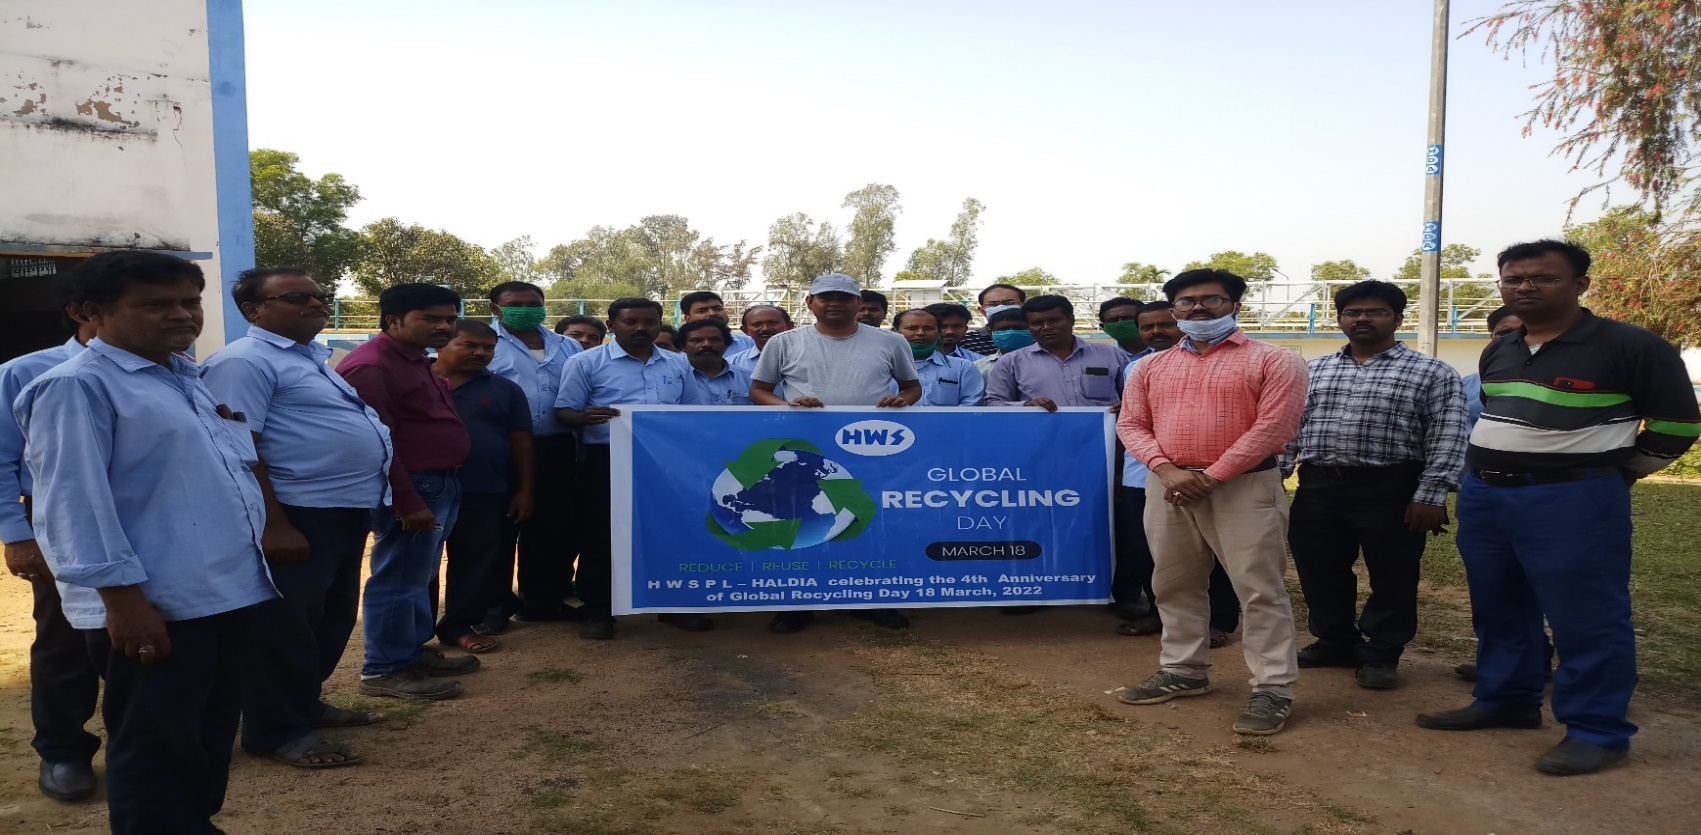 HWS
GLOBAL
RECYCLING
DAY
MARCH 18
REDUCE | REUSE | RECYCLE
H W S P L – HALDIA celebrating the 4th Anniversary
of Global Recycling Day 18 March, 2022